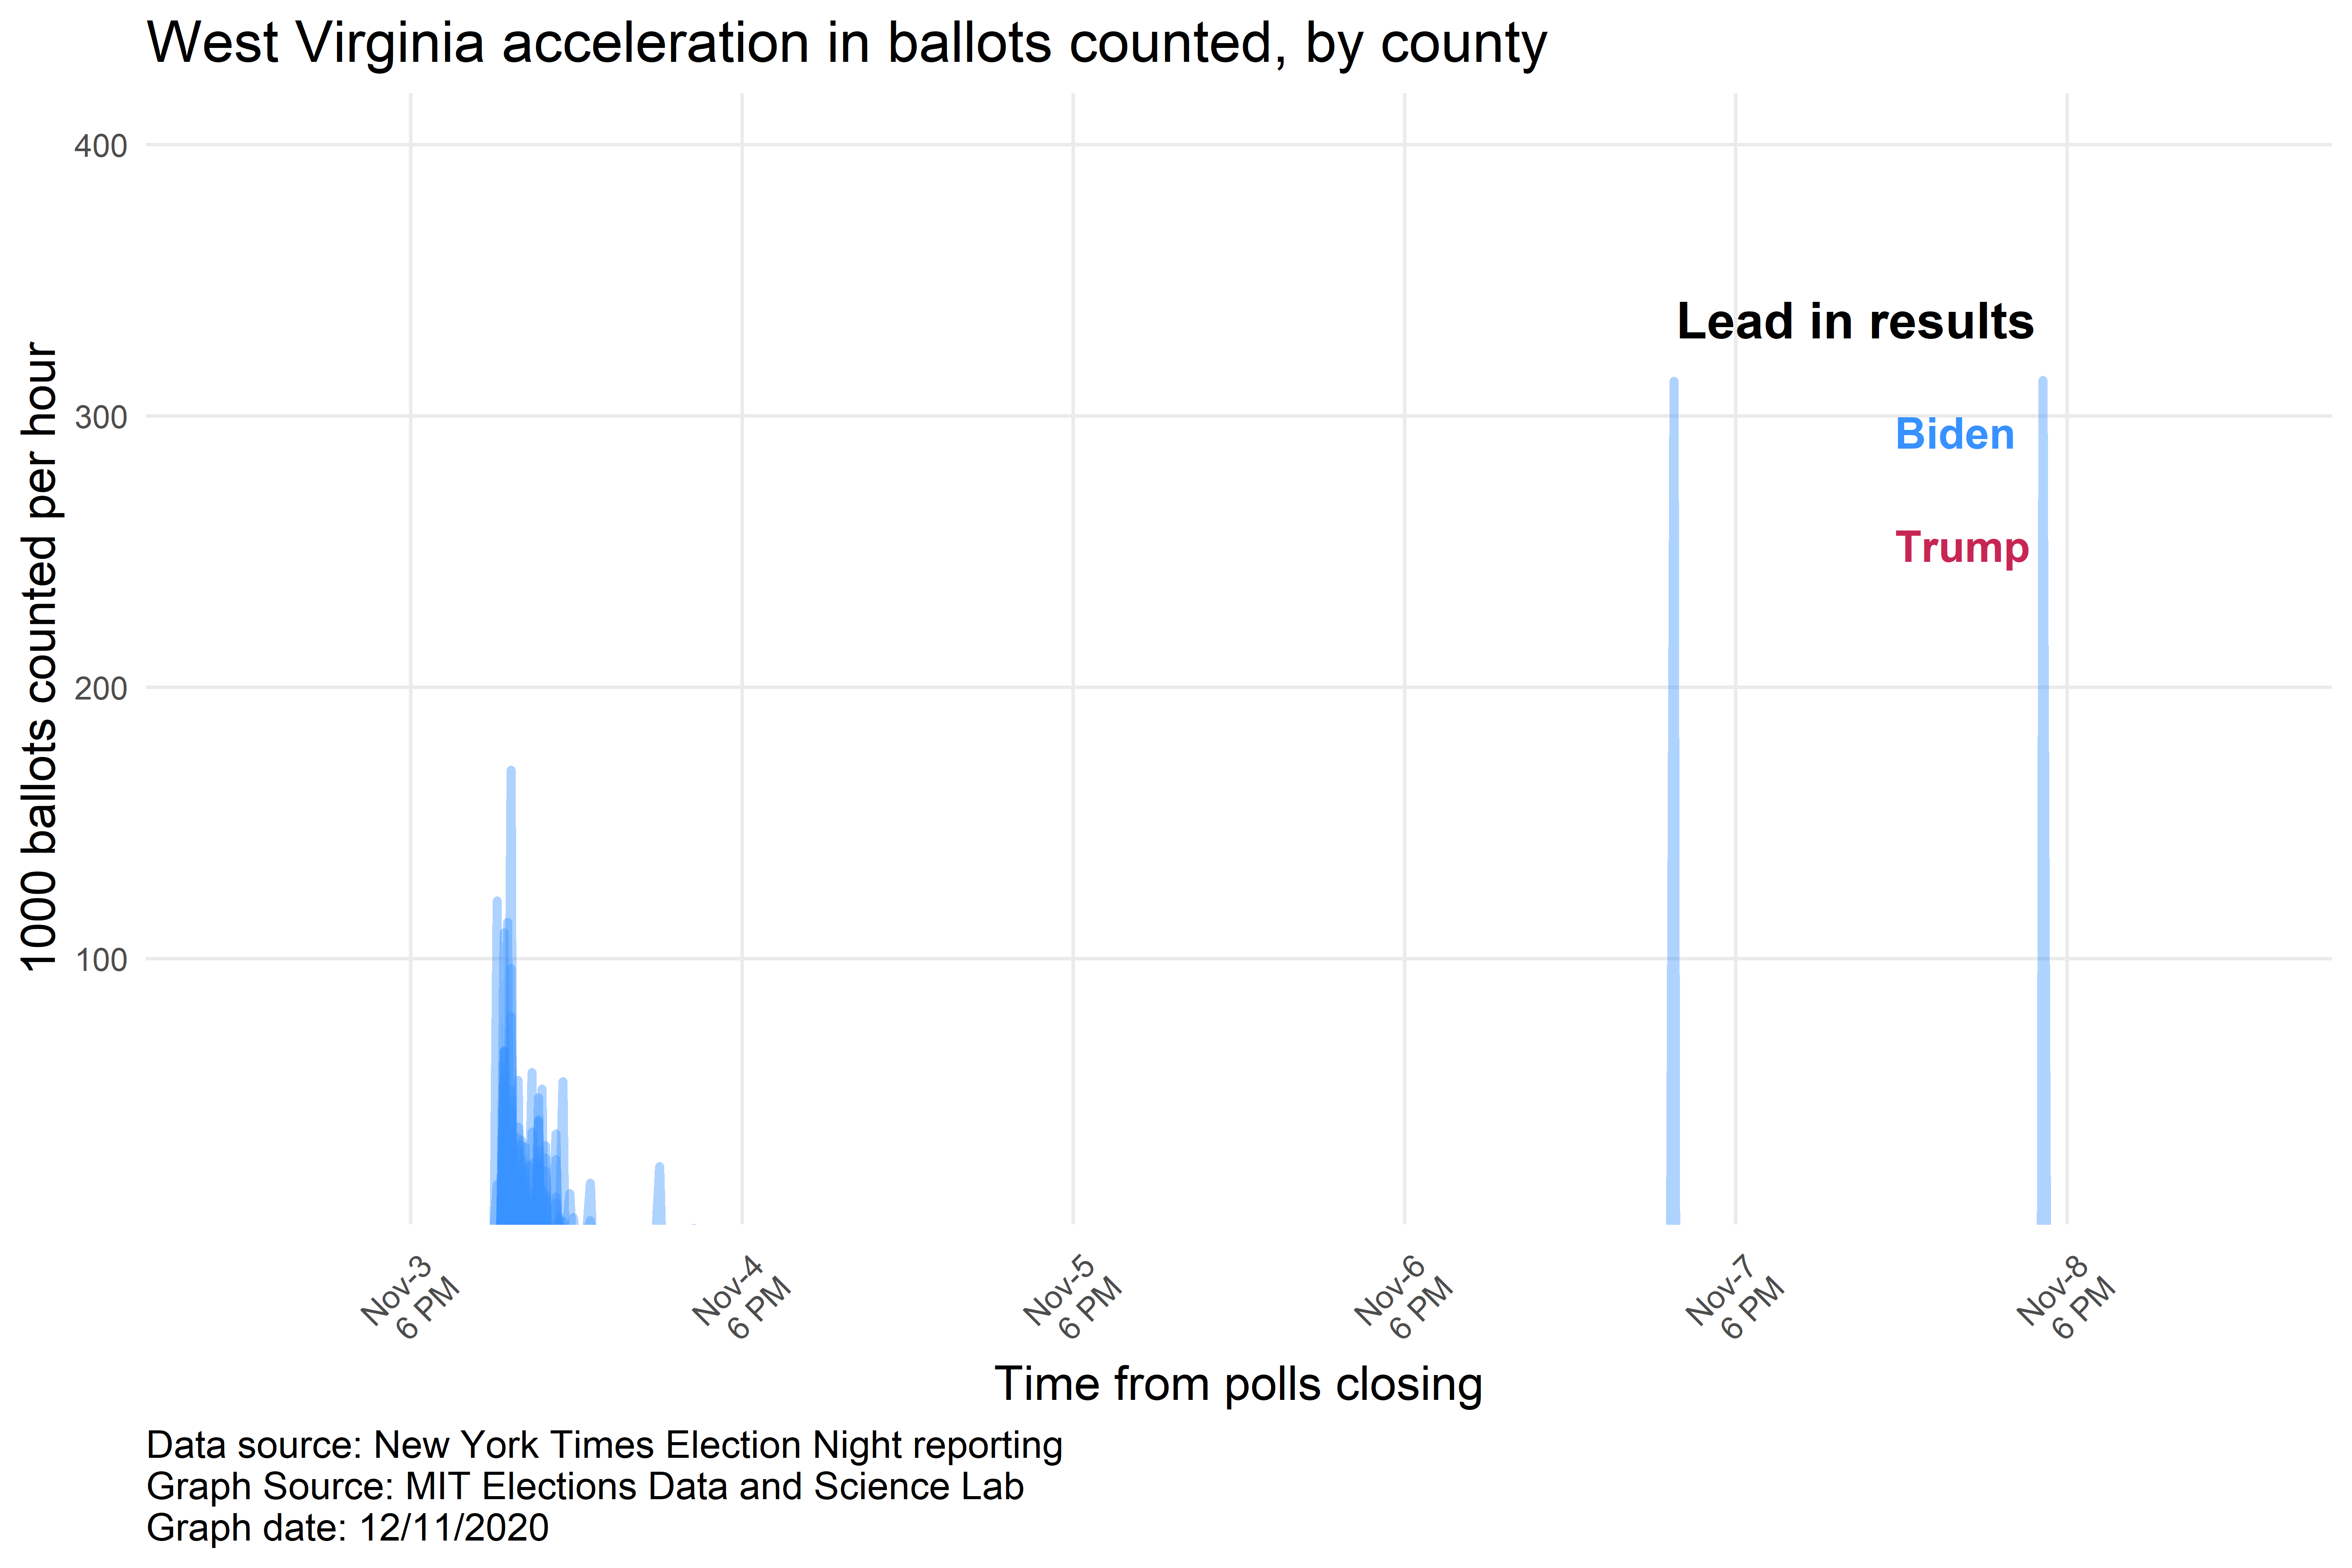 West Virginia acceleration in ballots counted, by county
1000 ballots counted per hour
400
300
200
100
Lead in results
Biden
Trump
Nov-3
6 PM
Nov-4
6 PM
Nov-5
6 PM
Nov-6
6 PM
Nov-7
6 PM
Nov-8
6 PM
Time from polls closing
Data source: New York Times Election Night reporting
Graph Source: MIT Elections Data and Science Lab
Graph date: 12/11/2020